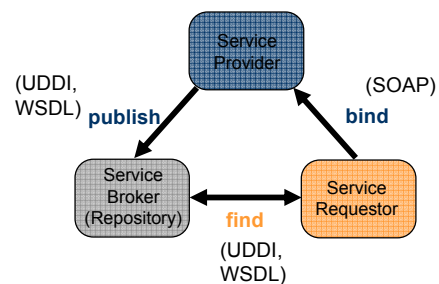 Service
Provider
(UDDI,
WSDL)
publish
(SOAP)
bind
Service
Broker
(Repository)
find
(UDDI,
WSDL)
Service
Requestor